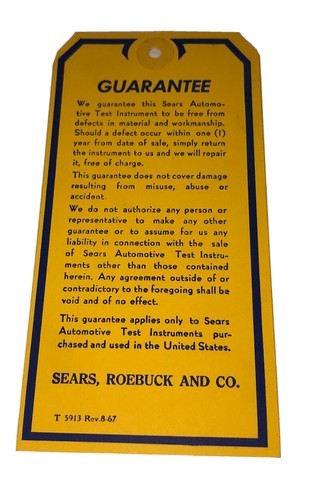 GUARANTEE
We guarantee this Sears Automo-
tive Test Instrument to be free from
defects in material and workmanship.
Should a defect occur within one (1)
year from date of sale, simply return
the instrument to us and we will repair
it, free of charge.
This guarantee does not cover damage
resulting from misuse, abuse or
accident
We do not authorize any person or
representative to make any other
guarantee or to assume for us any
liability in connection with the sale
of Sears Automotive Test Instru-
ments other than those contained
herein. Any agreement outside of or
contradictory to the foregoing shall be
void and of no effect.
This guarantee applies only to Sears
Automotive Test Instruments pur-
chased and used in the United States.
SEARS, ROEBUCK AND CO.
T 5913 Rev.8-67